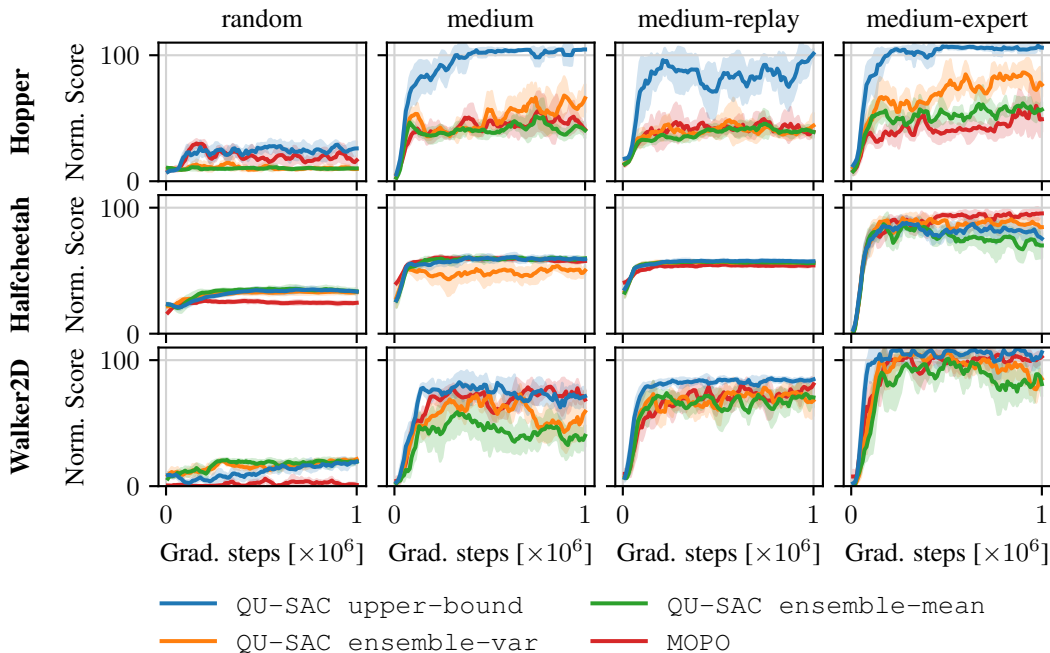 random medium medium-replay medium-expert
Hopper
Norm. Score
100
0
Halfcheetah
Norm. Score
100
0
Walker2D
Norm. Score
100
0
0 1 0 1 0 1 0 1
Grad. steps [×10⁶] Grad. steps [×10⁶] Grad. steps [×10⁶] Grad. steps [×10⁶]
QU-SAC upper-bound QU-SAC ensemble-mean
QU-SAC ensemble-var MOPO